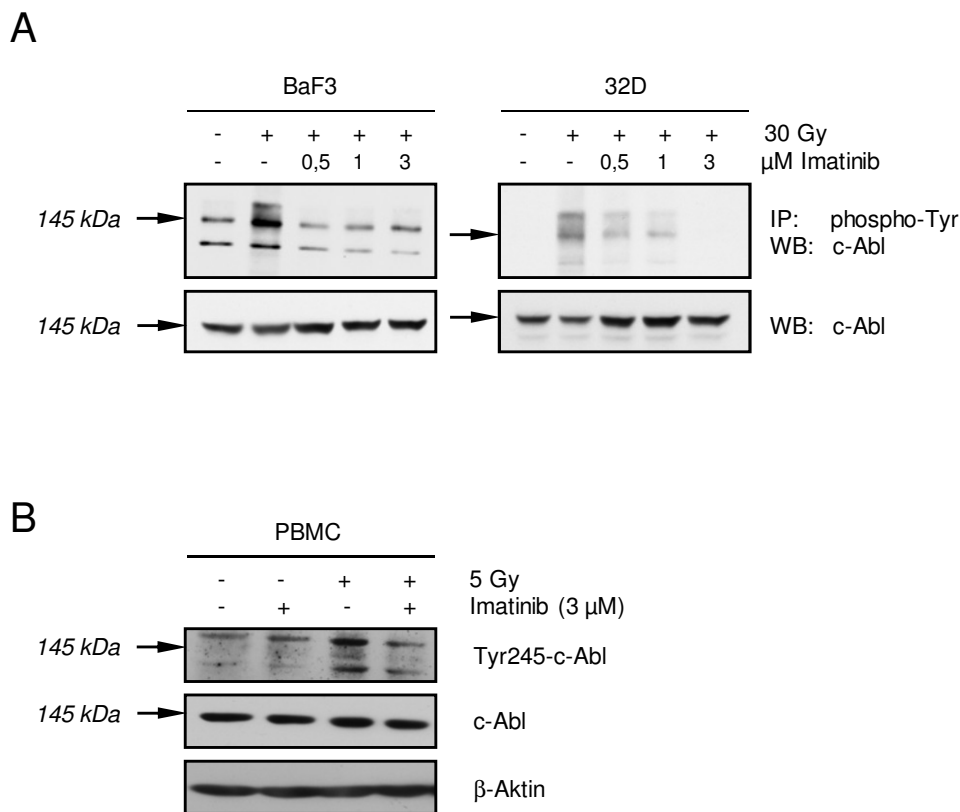 A
BaF3 32D
- + + + + - + + + + 30 Gy
- - 0,5 1 3 - - 0,5 1 3 µM Imatinib
145 kDa
IP: phospho-Tyr
WB: c-Abl
145 kDa WB: c-Abl
B
PBMC
- - + + 5 Gy
- + - + Imatinib (3 µM)
145 kDa Tyr245-c-Abl
145 kDa c-Abl
β-Aktin